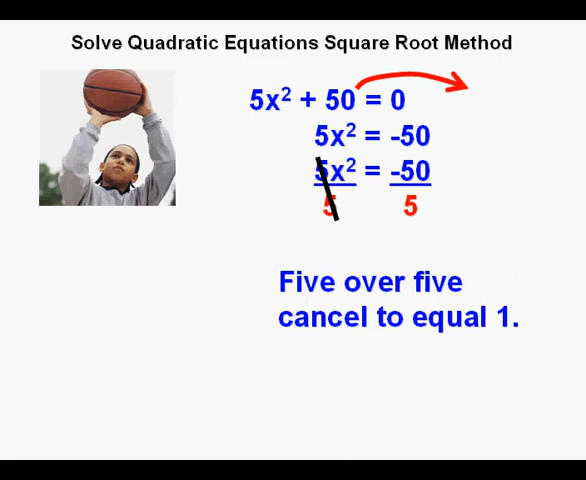 Solve Quadratic Equations Square Root Method
5x² + 50 = 0
5x² = -50
5x² = -50
5 5
Five over five
cancel to equal 1.